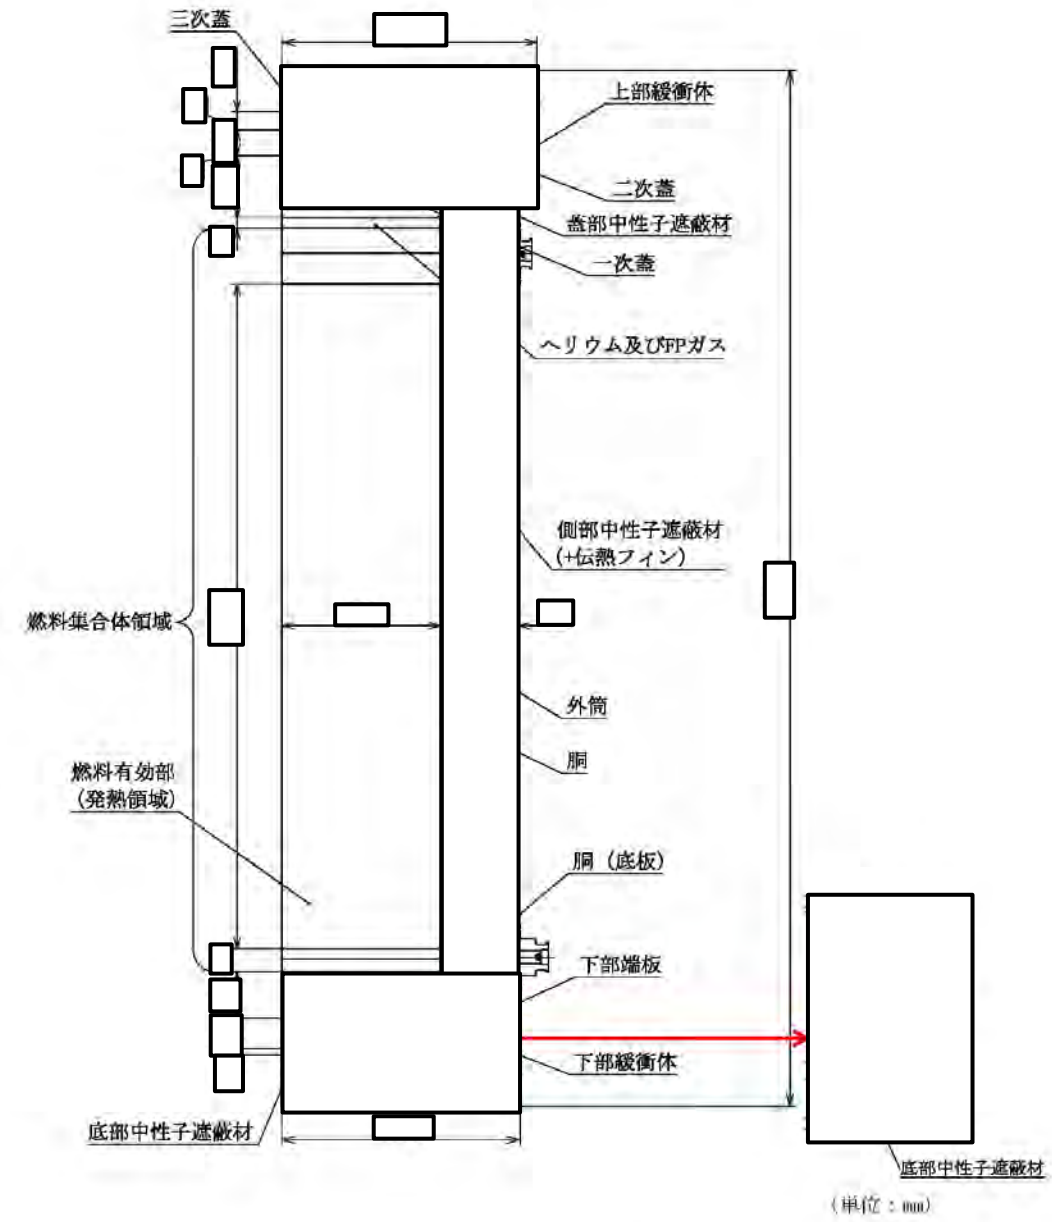 三次蓋
上部緩衝体
二次蓋
蓋部中性子遮蔽材
一次蓋
ヘリウム及びFPガス
側部中性子遮蔽材
(+伝熱フィン)
燃料集合体領域
外筒
胴
燃料有効部
(発熱領域)
胴（底板）
下部端板
下部緩衝体
底部中性子遮蔽材
底部中性子遮蔽材
（単位：mm）